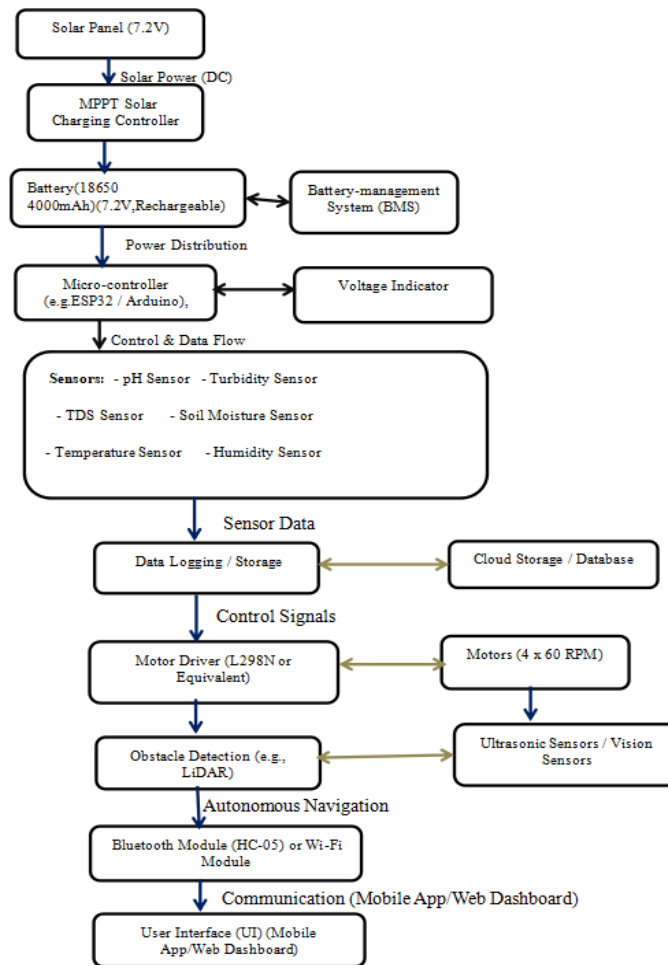 Solar Panel (7.2V)
Solar Power (DC)
MPPT Solar
Charging Controller
Battery(18650
4000mAh)(7.2V,Rechargeable)
Battery-management
System (BMS)
Power Distribution
Micro-controller
(e.g.ESP32 / Arduino),
Voltage Indicator
Control & Data Flow
Sensors: - pH Sensor - Turbidity Sensor
- TDS Sensor - Soil Moisture Sensor
- Temperature Sensor - Humidity Sensor
Sensor Data
Data Logging / Storage
Cloud Storage / Database
Control Signals
Motor Driver (L298N or
Equivalent)
Motors (4 x 60 RPM)
Obstacle Detection (e.g.,
LiDAR)
Ultrasonic Sensors / Vision
Sensors
Autonomous Navigation
Bluetooth Module (HC-05) or Wi-Fi
Module
Communication (Mobile App/Web Dashboard)
User Interface (UI) (Mobile
App/Web Dashboard)